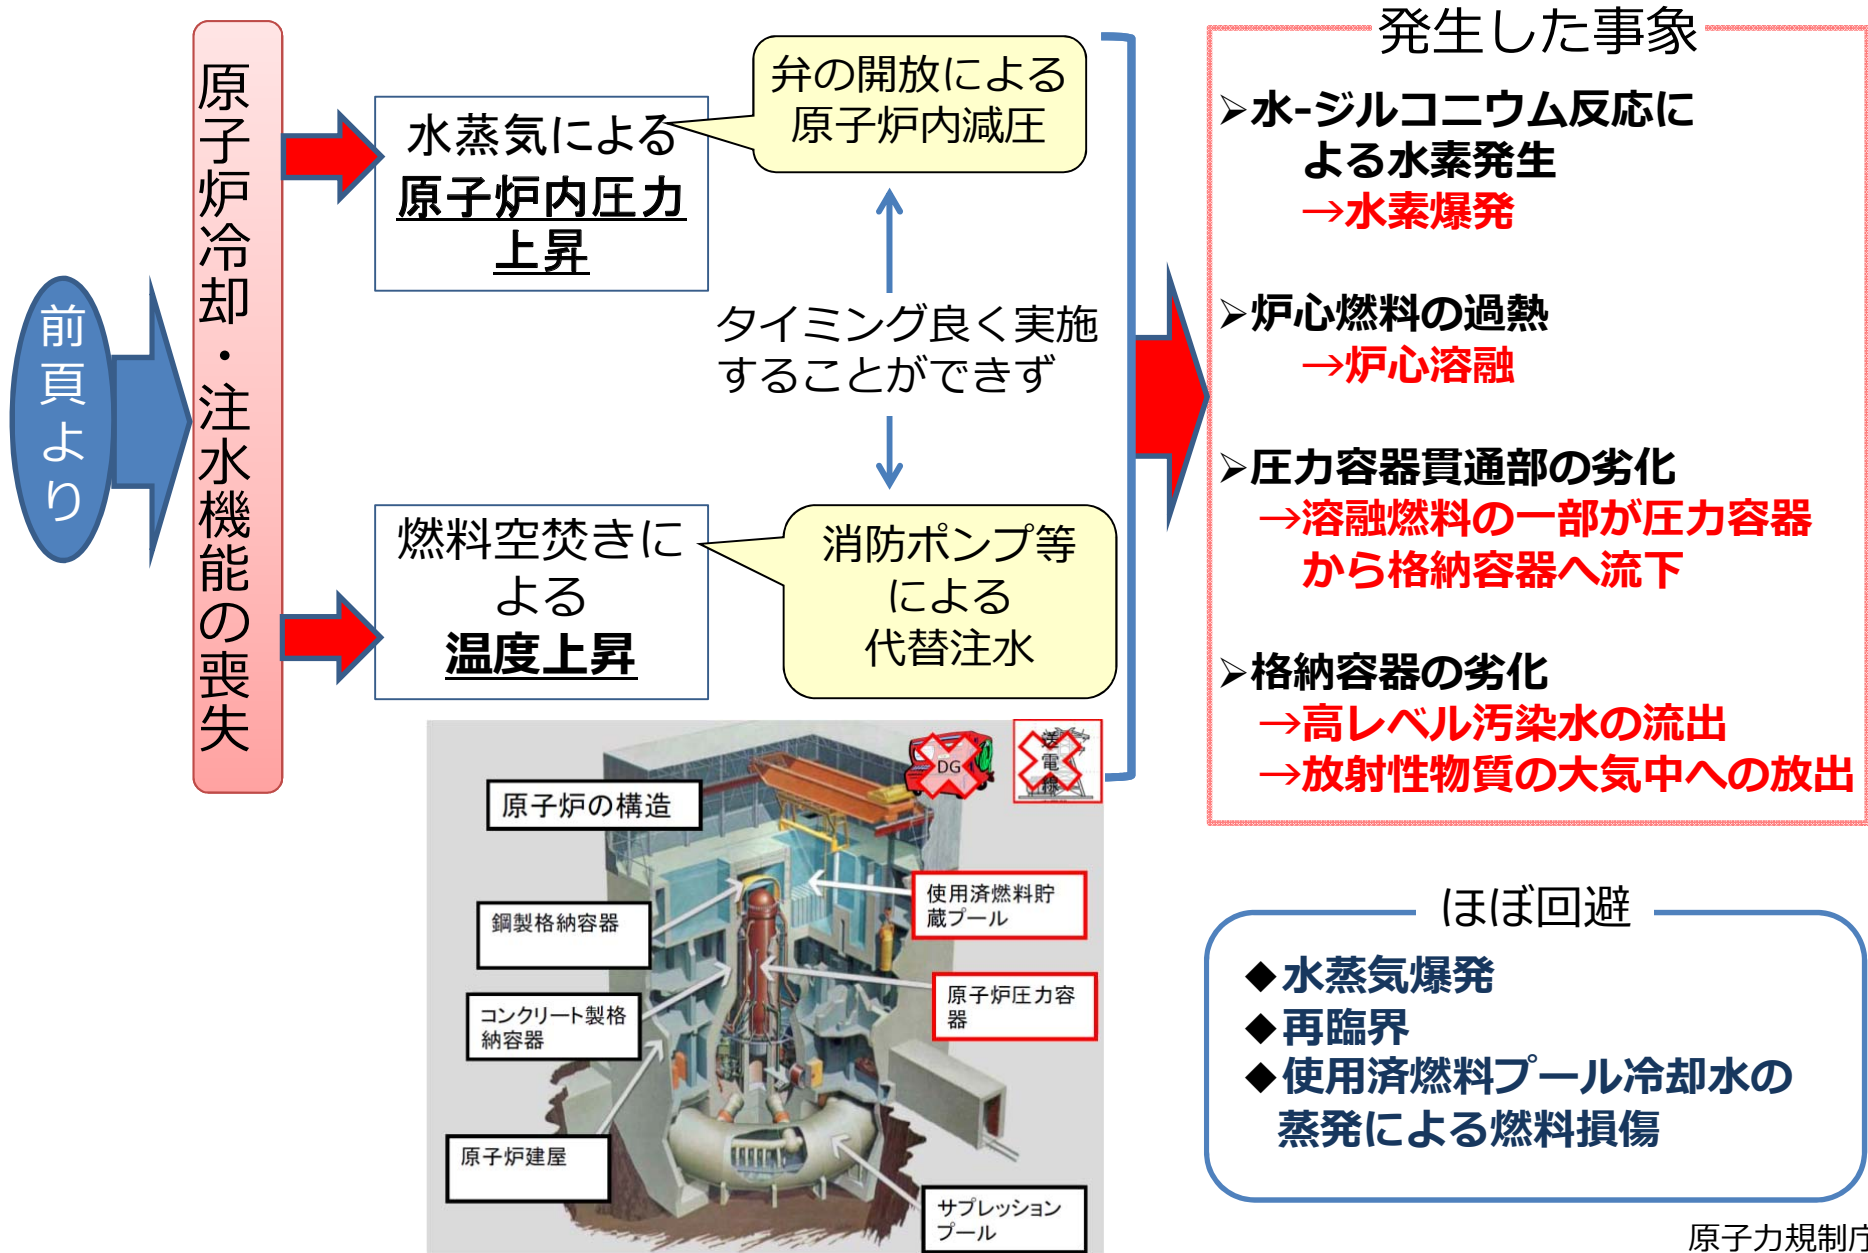 前頁より
原子炉冷却・注水機能の喪失
水蒸気による
原子炉内圧力
上昇
弁の開放による
原子炉内減圧
タイミング良く実施
することができず
燃料空焚きに
よる
温度上昇
消防ポンプ等
による
代替注水
発生した事象
➢水-ジルコニウム反応に
よる水素発生
→水素爆発
➢炉心燃料の過熱
→炉心溶融
➢圧力容器貫通部の劣化
→溶融燃料の一部が圧力容器
から格納容器へ流下
➢格納容器の劣化
→高レベル汚染水の流出
→放射性物質の大気中への放出
ほぼ回避
◆水蒸気爆発
◆再臨界
◆使用済燃料プール冷却水の
蒸発による燃料損傷
DG
送電線
原子炉の構造
鋼製格納容器
コンクリート製格
納容器
原子炉建屋
使用済燃料貯
蔵プール
原子炉圧力容
器
サプレッション
プール
原子力規制庁